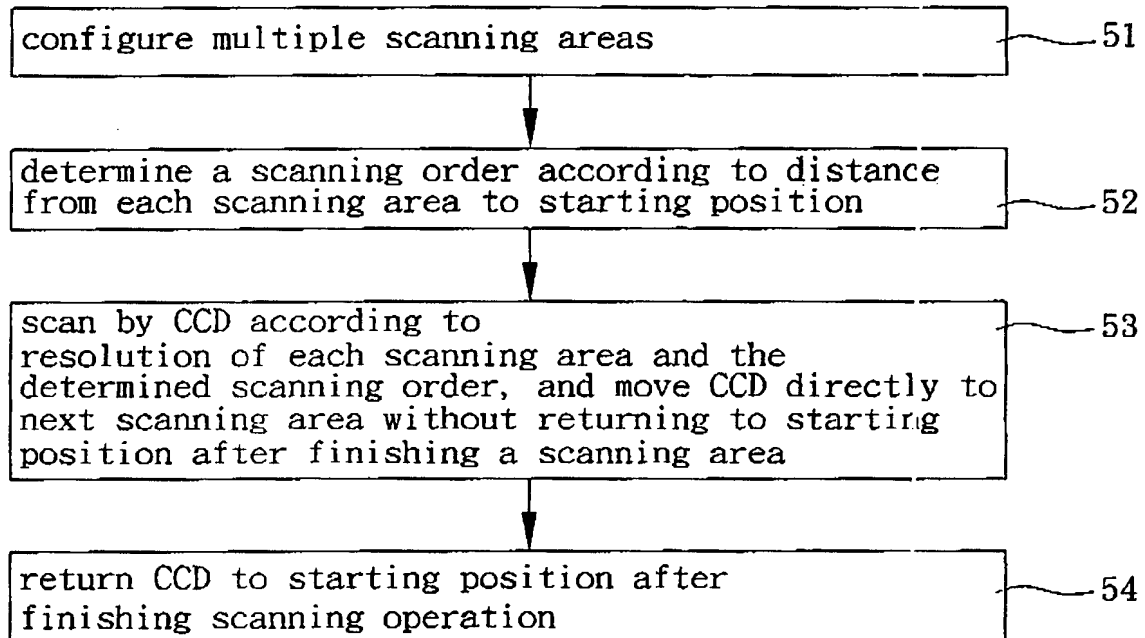 configure multiple scanning areas
51
determine a scanning order according to distance
from each scanning area to starting position
52
scan by CCD according to
resolution of each scanning area and the
determined scanning order, and move CCD directly to
next scanning area without returning to starting
position after finishing a scanning area
53
return CCD to starting position after
finishing scanning operation
54